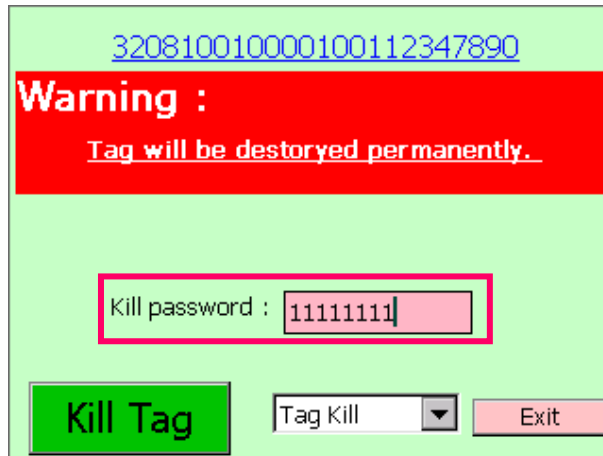 320810010000100112347890
Warning :
Tag will be destoryed permanently.
Kill password : 11111111
Kill Tag
Tag Kill
Exit